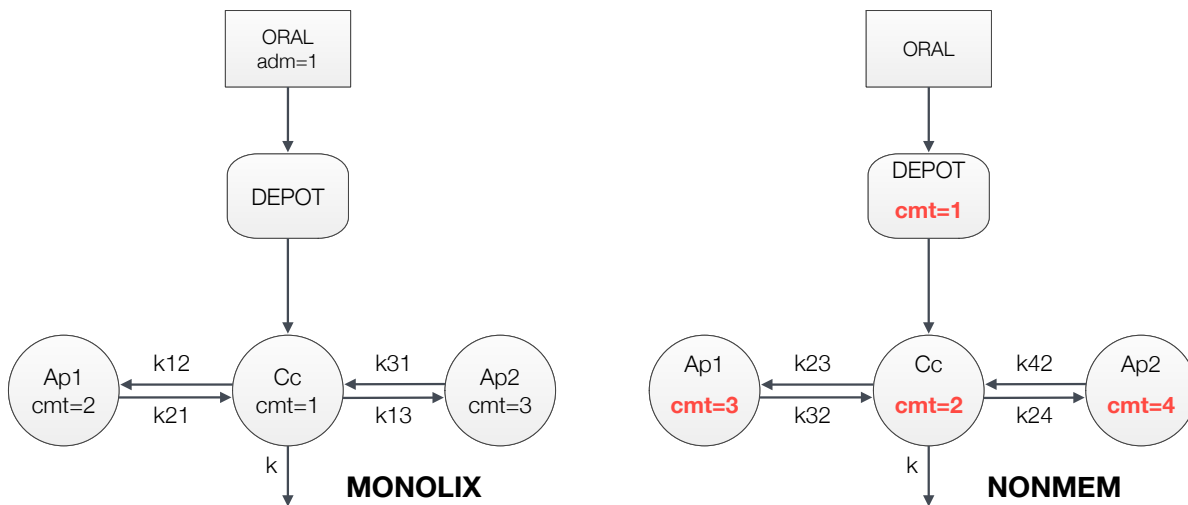 ORAL
adm=1
DEPOT
k12
k21
k31
k13
Ap1
cmt=2
Cc
cmt=1
Ap2
cmt=3
k
MONOLIX
ORAL
DEPOT
cmt=1
k23
k32
k42
k24
Ap1
cmt=3
Cc
cmt=2
Ap2
cmt=4
k
NONMEM